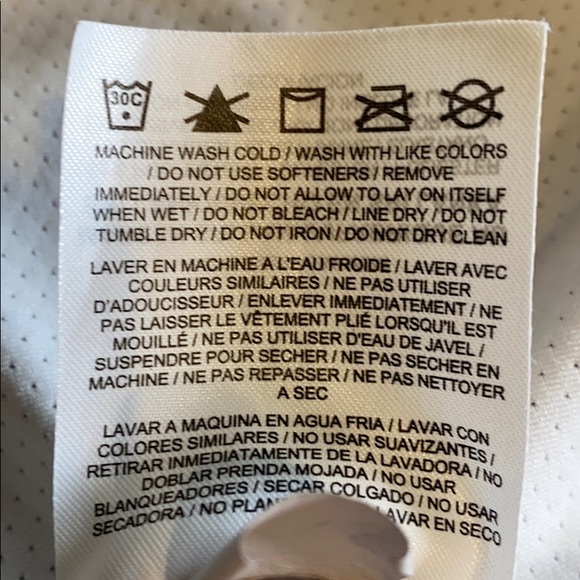 30C
MACHINE WASH COLD / WASH WITH LIKE COLORS
/ DO NOT USE SOFTENERS / REMOVE
IMMEDIATELY / DO NOT ALLOW TO LAY ON ITSELF
WHEN WET / DO NOT BLEACH / LINE DRY / DO NOT
TUMBLE DRY / DO NOT IRON / DO NOT DRY CLEAN
LAVER EN MACHINE A L'EAU FROIDE / LAVER AVEC
COULEURS SIMILAIRES / NE PAS UTILISER
D'ADOUCISSEUR / ENLEVER IMMEDIATEMENT / NE
PAS LAISSER LE VÊTEMENT PLIÉ LORSQU'IL EST
MOUILLÉ / NE PAS UTILISER D'EAU DE JAVEL /
SUSPENDRE POUR SECHER / NE PAS SECHER EN
MACHINE / NE PAS REPASSER / NE PAS NETTOYER
A SEC
LAVAR A MAQUINA EN AGUA FRIA / LAVAR CON
COLORES SIMILARES / NO USAR SUAVIZANTES /
RETIRAR INMEDIATAMENTE DE LA LAVADORA / NO
DOBLAR PRENDA MOJADA / NO USAR
BLANQUEADORES / SECAR COLGADO / NO USAR
SECADORA / NO LAVAR EN SECO